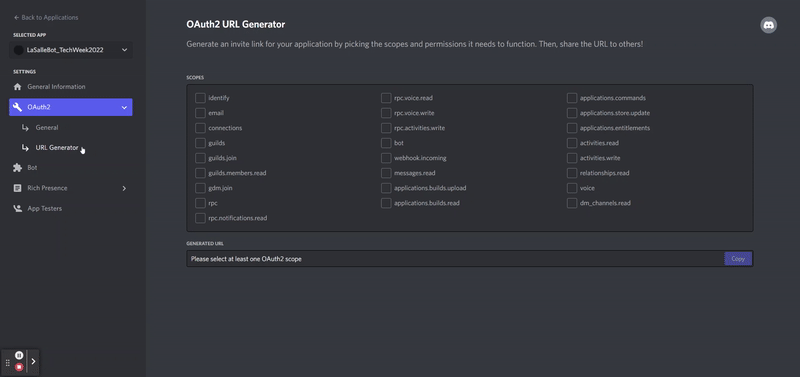 Back to Applications
SELECTED APP
LaSalleBot_TechWeek2022
SETTINGS
General Information
OAuth2
General
URL Generator
Bot
Rich Presence
App Testers
OAuth2 URL Generator
Generate an invite link for your application by picking the scopes and permissions it needs to function. Then, share the URL to others!
SCOPES
identify
email
connections
guilds
guilds.join
guilds.members.read
gdm.join
rpc
rpc.notifications.read
rpc.voice.read
rpc.voice.write
rpc.activities.write
bot
webhook.incoming
messages.read
applications.builds.upload
applications.builds.read
applications.commands
applications.store.update
applications.entitlements
activities.read
activities.write
relationships.read
voice
dm_channels.read
GENERATED URL
Please select at least one OAuth2 scope
Copy